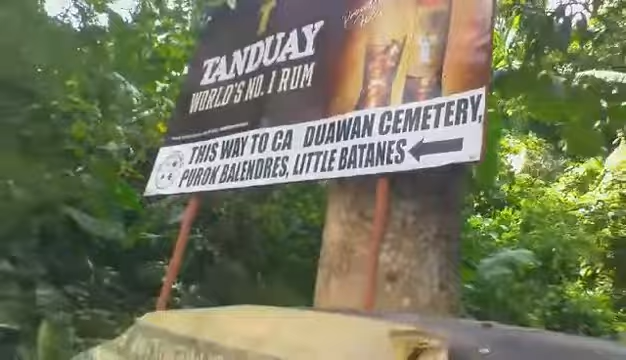 TANDUAY
WORLD'S NO. 1 RUM
THIS WAY TO CA DUAWAN CEMETERY,
PUROK BALENDRES, LITTLE BATANES